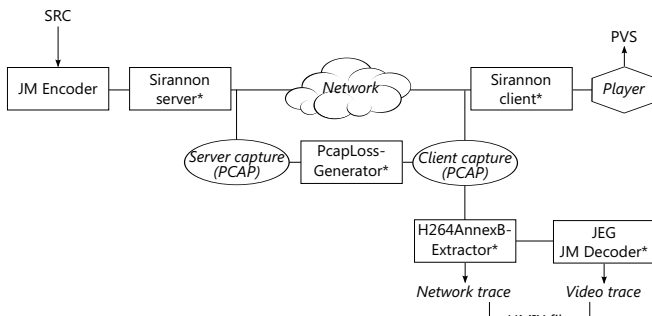 SRC
PVS
JM Encoder
Sirannon
server*
Network
Sirannon
client*
Player
Server capture
(PCAP)
PcapLoss-
Generator*
Client capture
(PCAP)
H264AnnexB-
Extractor*
JEG
JM Decoder*
Network trace
Video trace